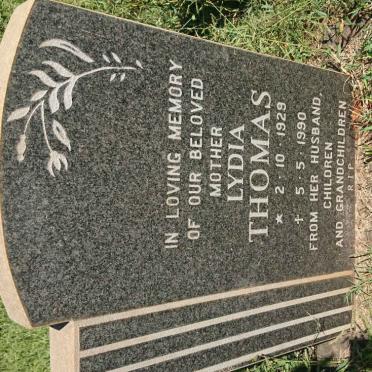 IN LOVING MEMORY
OF OUR BELOVED
MOTHER
LYDIA
THOMAS
* 2 . 10 . 1929
+ 5 . 5 . 1990
FROM HER HUSBAND,
CHILDREN
AND GRANDCHILDREN
R.I.P.